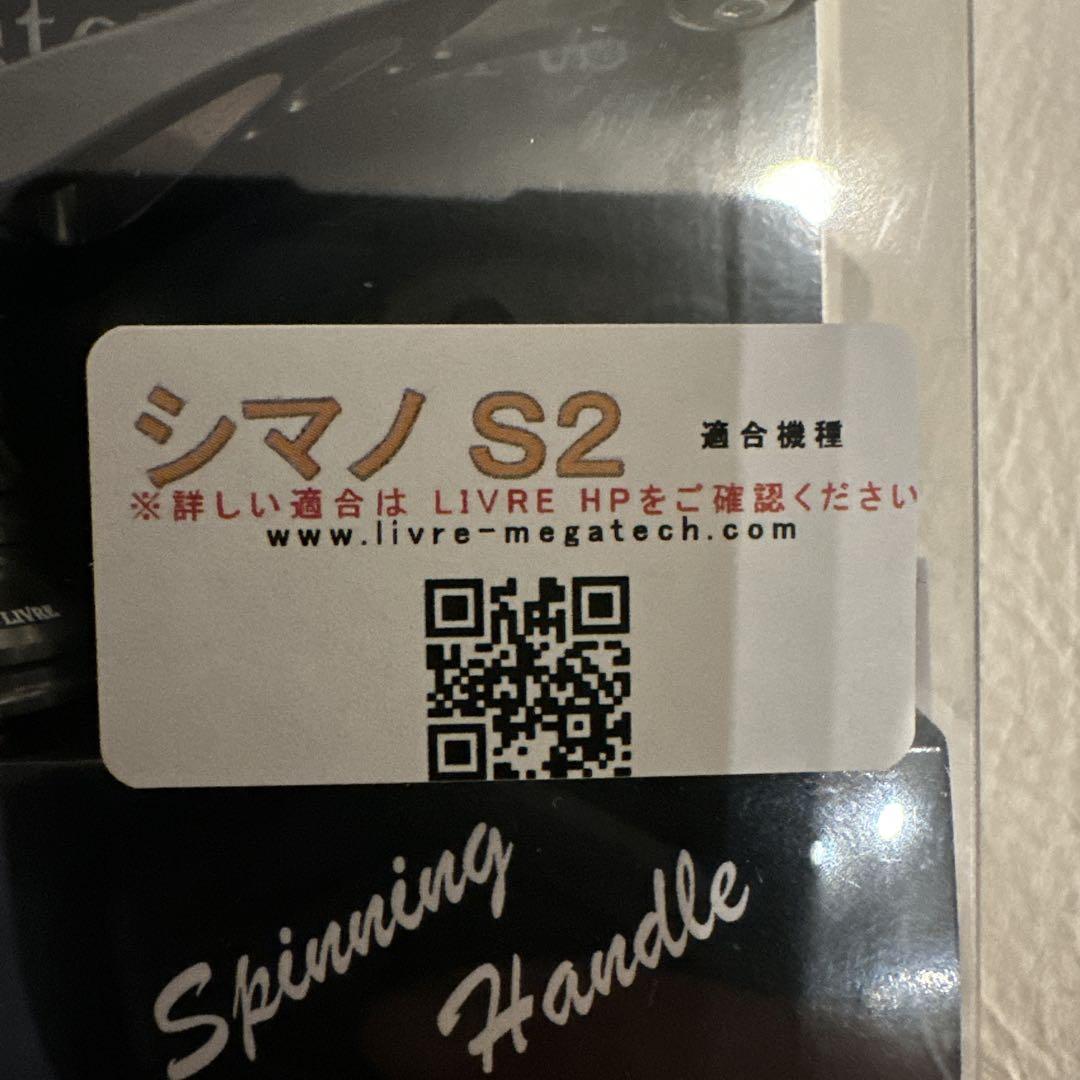 シマノ S2 適合機種
※詳しい適合は LIVRE HPをご確認ください
www.livre-megatech.com
LIVRE
Spinning
Handle